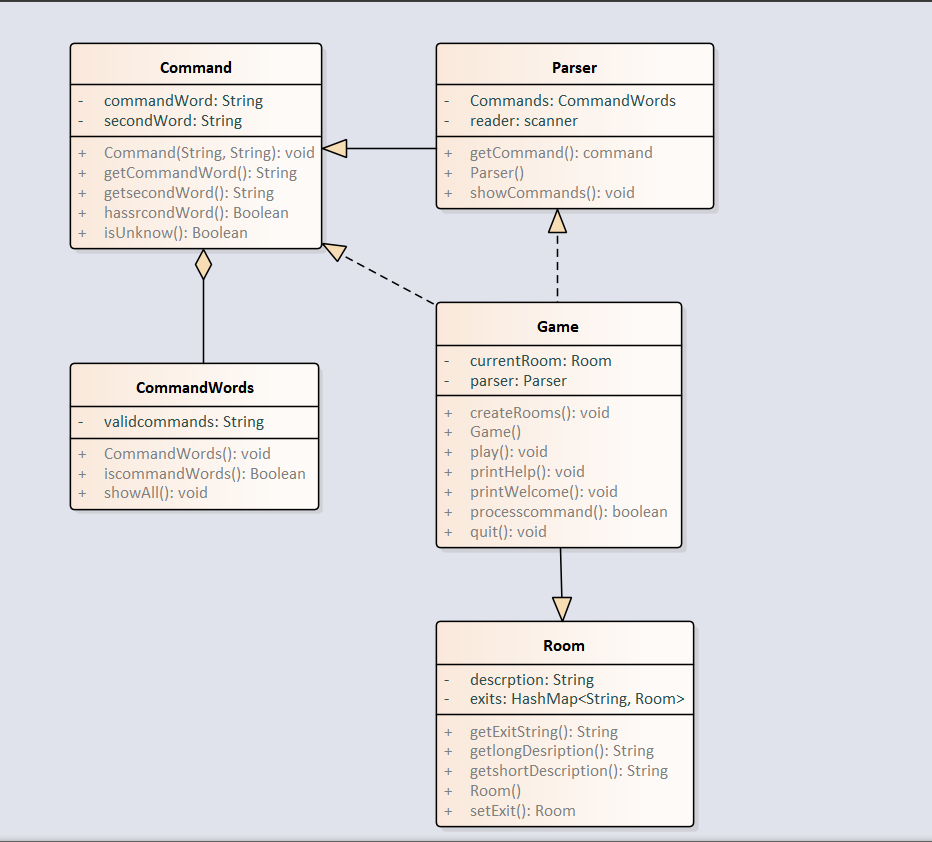 Command
- commandWord: String
- secondWord: String
+ Command(String, String): void
+ getCommandWord(): String
+ getsecondWord(): String
+ hassrcondWord(): Boolean
+ isUnknow(): Boolean
Parser
- Commands: CommandWords
- reader: scanner
+ getCommand(): command
+ Parser()
+ showCommands(): void
Game
- currentRoom: Room
- parser: Parser
+ createRooms(): void
+ Game()
+ play(): void
+ printHelp(): void
+ printWelcome(): void
+ processcommand(): boolean
+ quit(): void
CommandWords
- validcommands: String
+ CommandWords(): void
+ iscommandWords(): Boolean
+ showAll(): void
Room
- descrption: String
- exits: HashMap<String, Room>
+ getExitString(): String
+ getlongDesription(): String
+ getshortDescription(): String
+ Room()
+ setExit(): Room